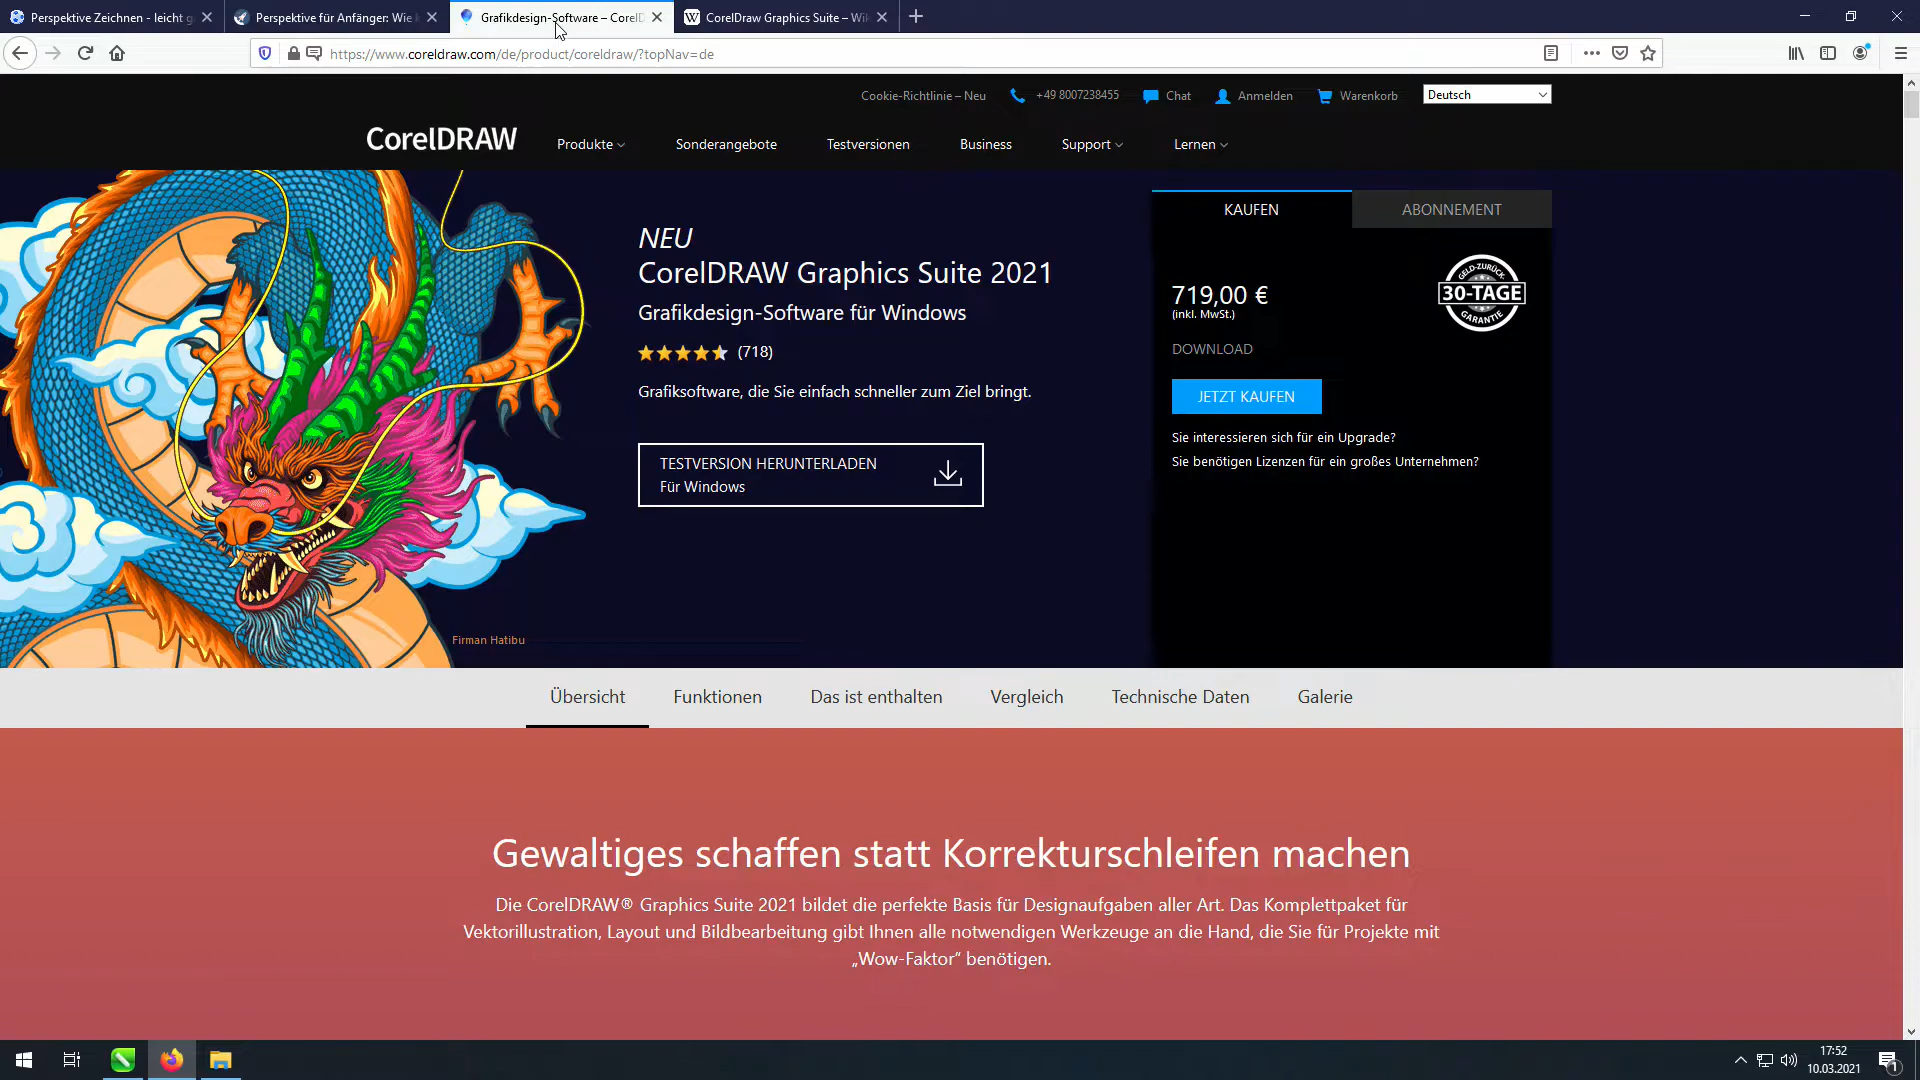 Perspektive Zeichnen - leicht g
Perspektive für Anfänger: Wie
Grafikdesign-Software – CorelD
CorelDraw Graphics Suite – Wik
https://www.coreldraw.com/de/product/coreldraw/?topNav=de
Cookie-Richtlinie – Neu
+49 8007238455
Chat
Anmelden
Warenkorb
Deutsch
CorelDRAW
Produkte
Sonderangebote
Testversionen
Business
Support
Lernen
NEU
CorelDRAW Graphics Suite 2021
Grafikdesign-Software für Windows
(718)
Grafiksoftware, die Sie einfach schneller zum Ziel bringt.
TESTVERSION HERUNTERLADEN
Für Windows
KAUFEN
ABONNEMENT
719,00 €
(inkl. MwSt.)
GELD-ZURÜCK-
30-TAGE
GARANTIE
DOWNLOAD
JETZT KAUFEN
Sie interessieren sich für ein Upgrade?
Sie benötigen Lizenzen für ein großes Unternehmen?
Firman Hatibu
Übersicht
Funktionen
Das ist enthalten
Vergleich
Technische Daten
Galerie
Gewaltiges schaffen statt Korrekturschleifen machen
Die CorelDRAW® Graphics Suite 2021 bildet die perfekte Basis für Designaufgaben aller Art. Das Komplettpaket für
Vektorillustration, Layout und Bildbearbeitung gibt Ihnen alle notwendigen Werkzeuge an die Hand, die Sie für Projekte mit
„Wow-Faktor“ benötigen.
17:52
10.03.2021
1